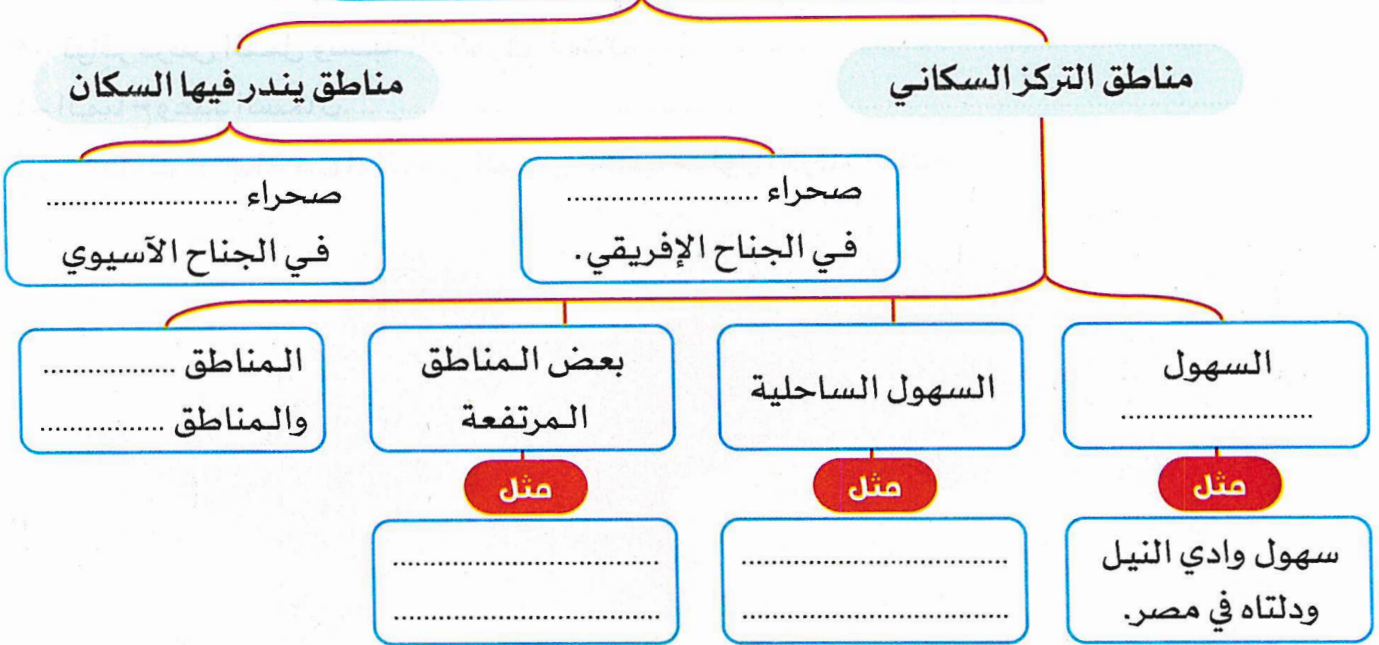 مناطق التركز السكاني
مناطق يندر فيها السكان
صحراء ........................
في الجناح الإفريقي.
صحراء ........................
في الجناح الآسيوي
السهول
........................
السهول الساحلية
بعض المناطق
المرتفعة
المناطق .................
والمناطق ................
مثل
مثل
مثل
سهول وادي النيل
ودلتاه في مصر.
.................................
.................................
.................................
.................................